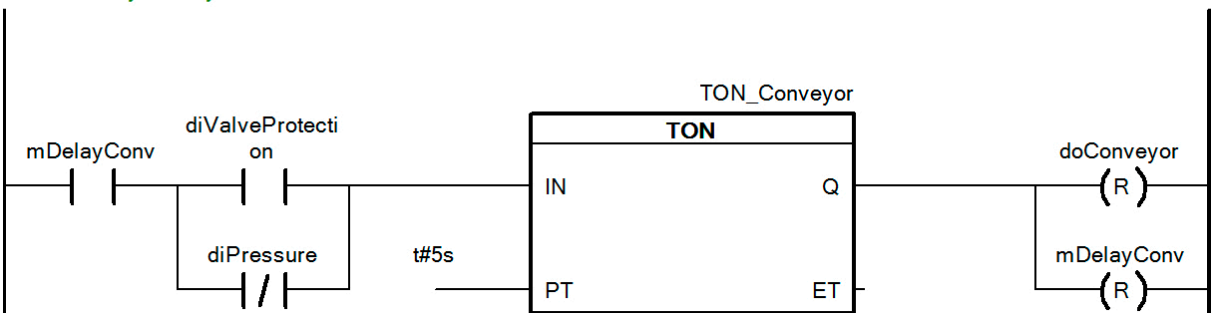 TON_Conveyor
diValveProtecti
on
TON
mDelayConv
doConveyor
IN
Q
R
diPressure
t#5s
mDelayConv
PT
ET
R